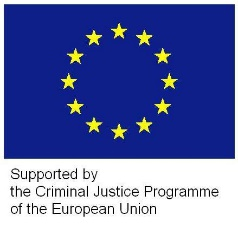 Supported by
the Criminal Justice Programme
of the European Union